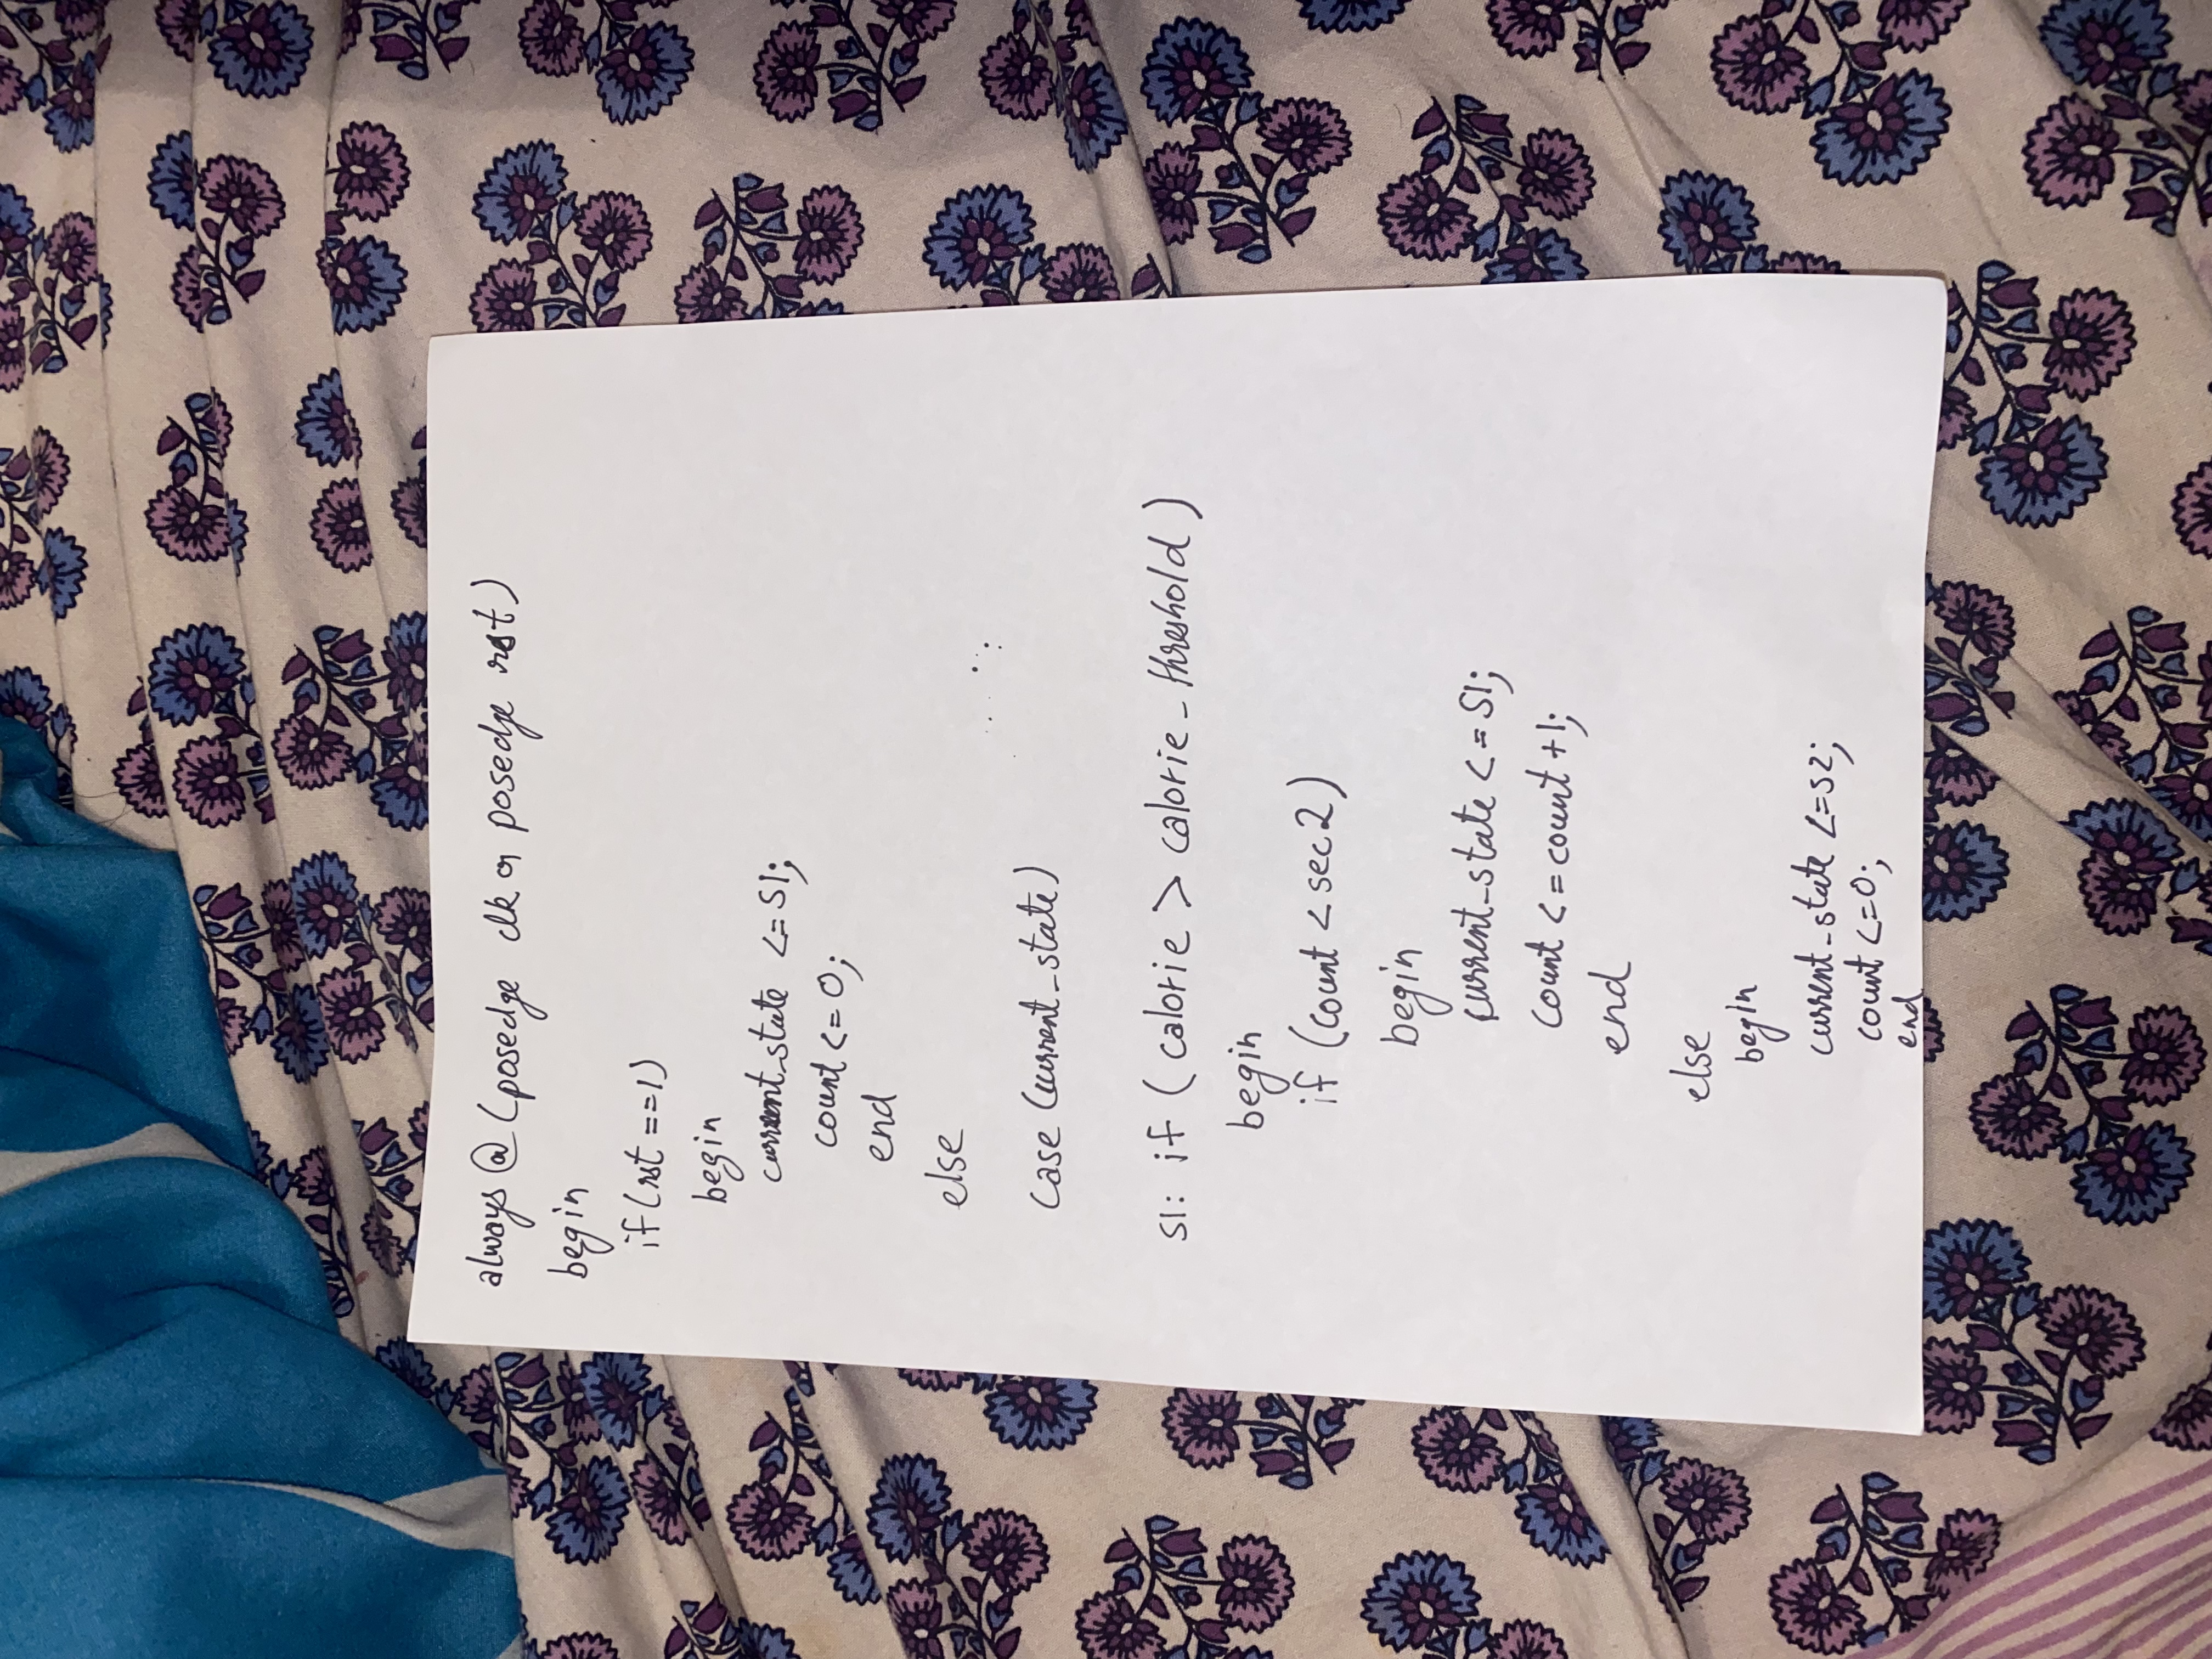 always @ (posedge clk or posedge rst)
begin
if (rst ==1)
begin
current_state <= S1;
count <= 0;
end
else
case (current_state)
S1: if ( calorie > calorie_threshold )
begin
if (count < sec2)
begin
current_state <= S1;
count <= count +1;
end
else
begin
current_state <= S2;
count <= 0;
end